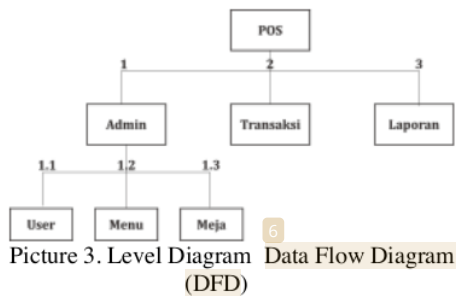 POS
1 2 3
Admin Transaksi Laporan
1.1 1.2 1.3
User Menu Meja
6
Picture 3. Level Diagram Data Flow Diagram
(DFD)